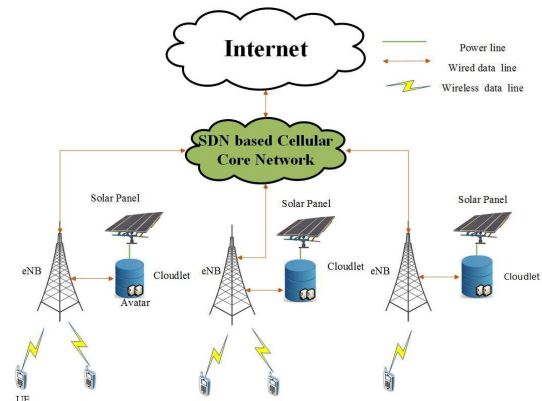 Internet
Power line
Wired data line
Wireless data line
SDN based Cellular
Core Network
Solar Panel
Solar Panel
Solar Panel
eNB
Cloudlet
Avatar
eNB
Cloudlet
eNB
Cloudlet
UE